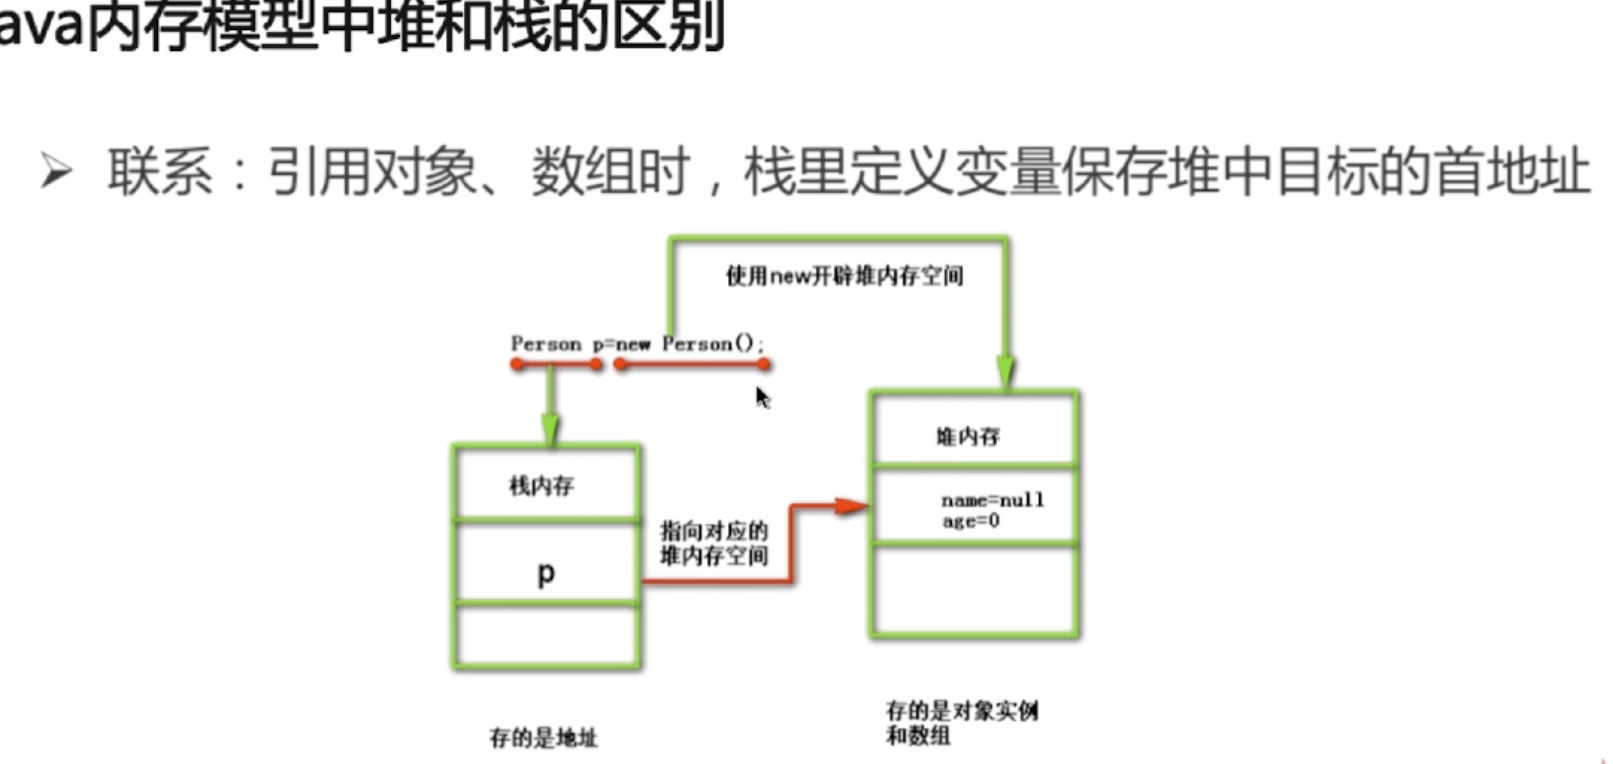 ava内存模型中堆和栈的区别
联系：引用对象、数组时，栈里定义变量保存堆中目标的首地址
使用new开辟堆内存空间
Person p=new Person();
堆内存
栈内存
name=null
age=0
指向对应的
堆内存空间
p
存的是对象实例
和数组
存的是地址